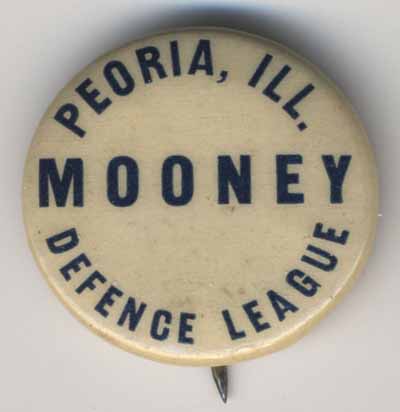 PEORIA, ILL.
MOONEY
DEFENCE LEAGUE